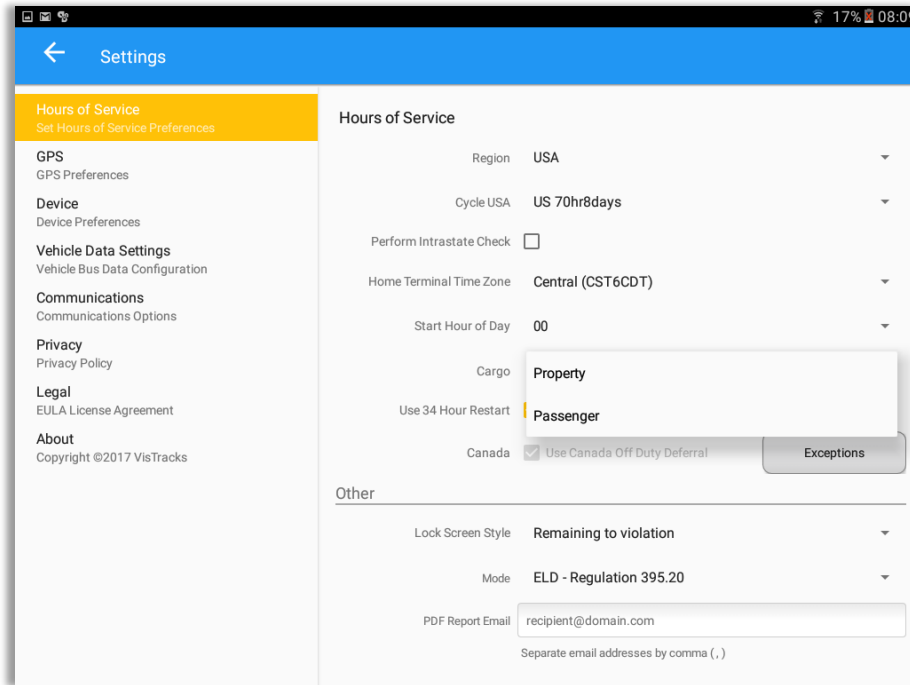 17% 08:09
Settings
Hours of Service
Set Hours of Service Preferences
GPS
GPS Preferences
Device
Device Preferences
Vehicle Data Settings
Vehicle Bus Data Configuration
Communications
Communications Options
Privacy
Privacy Policy
Legal
EULA License Agreement
About
Copyright ©2017 VisTracks
Hours of Service
Region USA
Cycle USA US 70hr8days
Perform Intrastate Check
Home Terminal Time Zone Central (CST6CDT)
Start Hour of Day 00
Cargo Property
Use 34 Hour Restart Passenger
Canada Use Canada Off Duty Deferral Exceptions
Other
Lock Screen Style Remaining to violation
Mode ELD - Regulation 395.20
PDF Report Email recipient@domain.com
Separate email addresses by comma ( , )